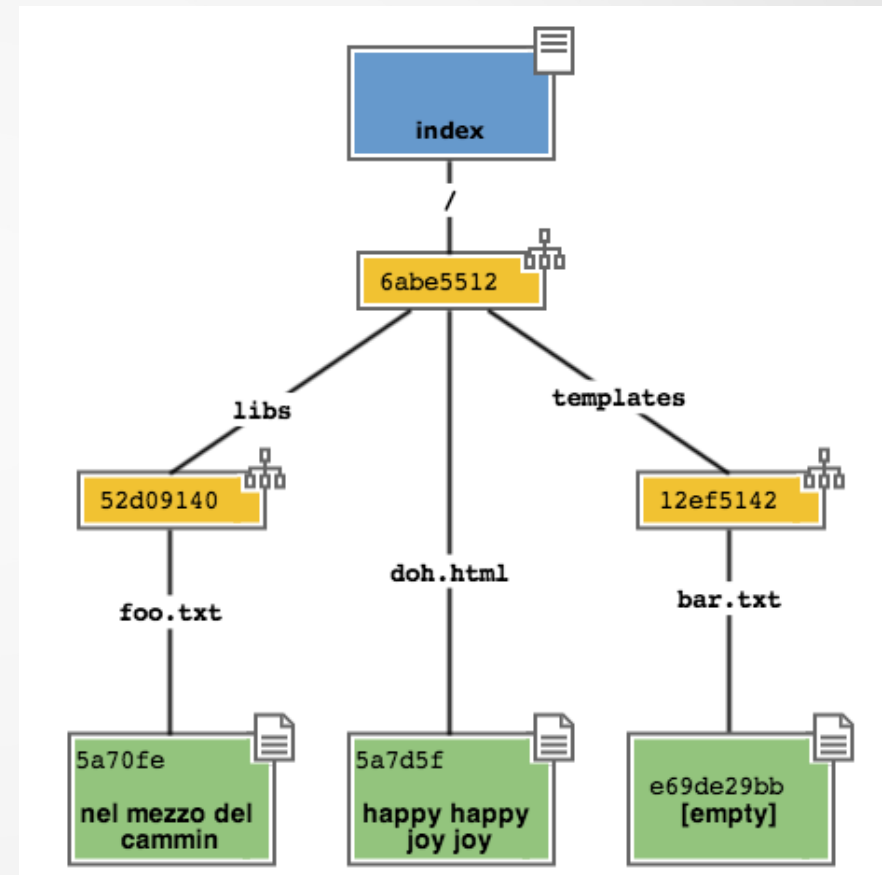 index
/
6abe5512
libs
templates
52d09140
12ef5142
doh.html
foo.txt
bar.txt
5a70fe
nel mezzo del
cammin
5a7d5f
happy happy
joy joy
e69de29bb
[empty]